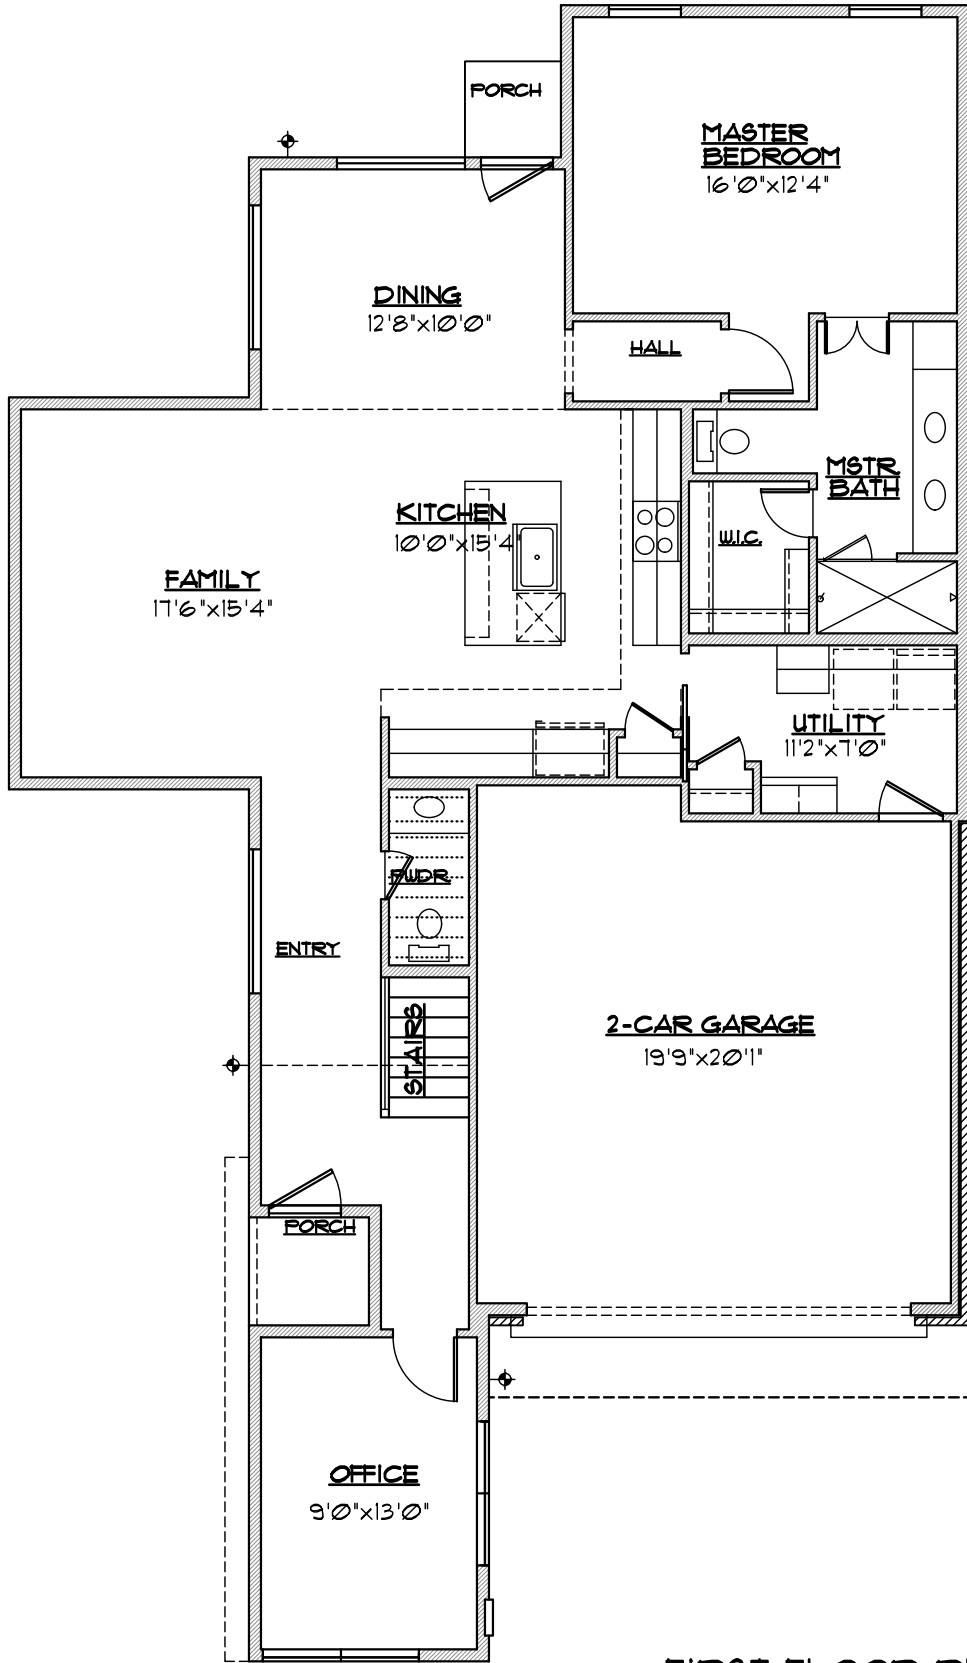 PORCH
MASTER
BEDROOM
16'0"x12'4"
DINING
12'8"x10'0"
HALL
MSTR
BATH
KITCHEN
10'0"x15'4"
W.I.C.
FAMILY
17'6"x15'4"
UTILITY
11'2"x7'0"
PWDR.
ENTRY
STAIRS
2-CAR GARAGE
19'9"x20'1"
PORCH
OFFICE
9'0"x13'0"
FIRST FLOOR